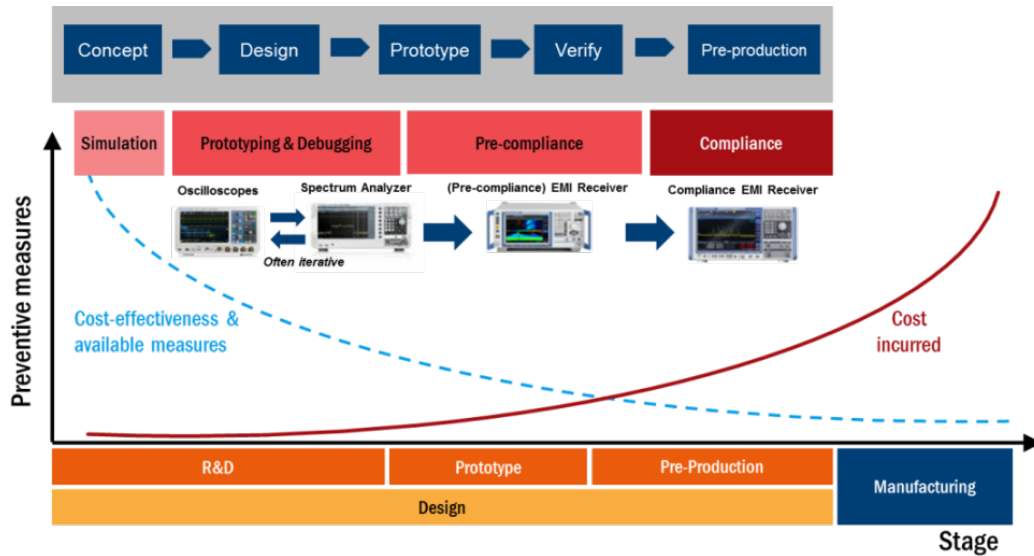 Concept
Design
Prototype
Verify
Pre-production
Simulation
Prototyping & Debugging
Pre-compliance
Compliance
Oscilloscopes
Spectrum Analyzer
(Pre-compliance) EMI Receiver
Compliance EMI Receiver
Often iterative
Preventive measures
Cost-effectiveness &
available measures
Cost
incurred
R&D
Prototype
Pre-Production
Manufacturing
Design
Stage